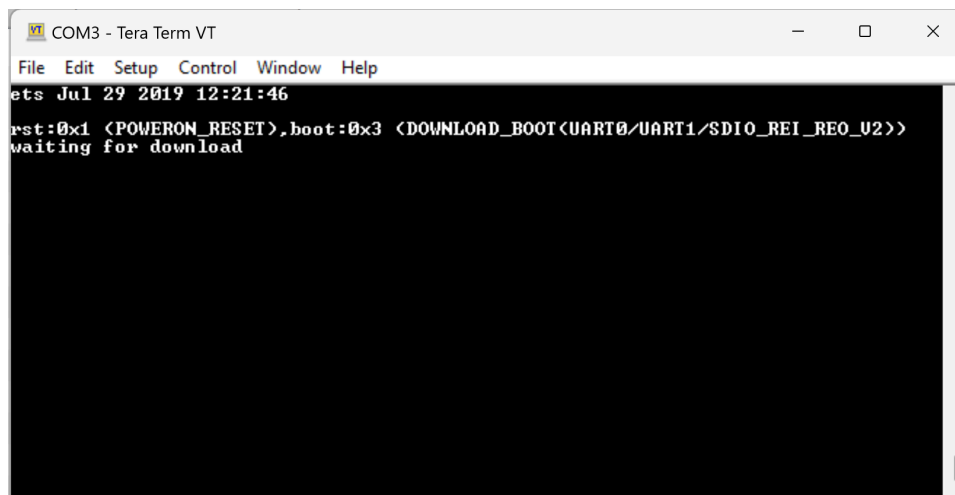 VT COM3 - Tera Term VT
File Edit Setup Control Window Help
ets Jul 29 2019 12:21:46
rst:0x1 (POWERON_RESET),boot:0x3 (DOWNLOAD_BOOT(UART0/UART1/SDIO_REI_REO_V2))
waiting for download